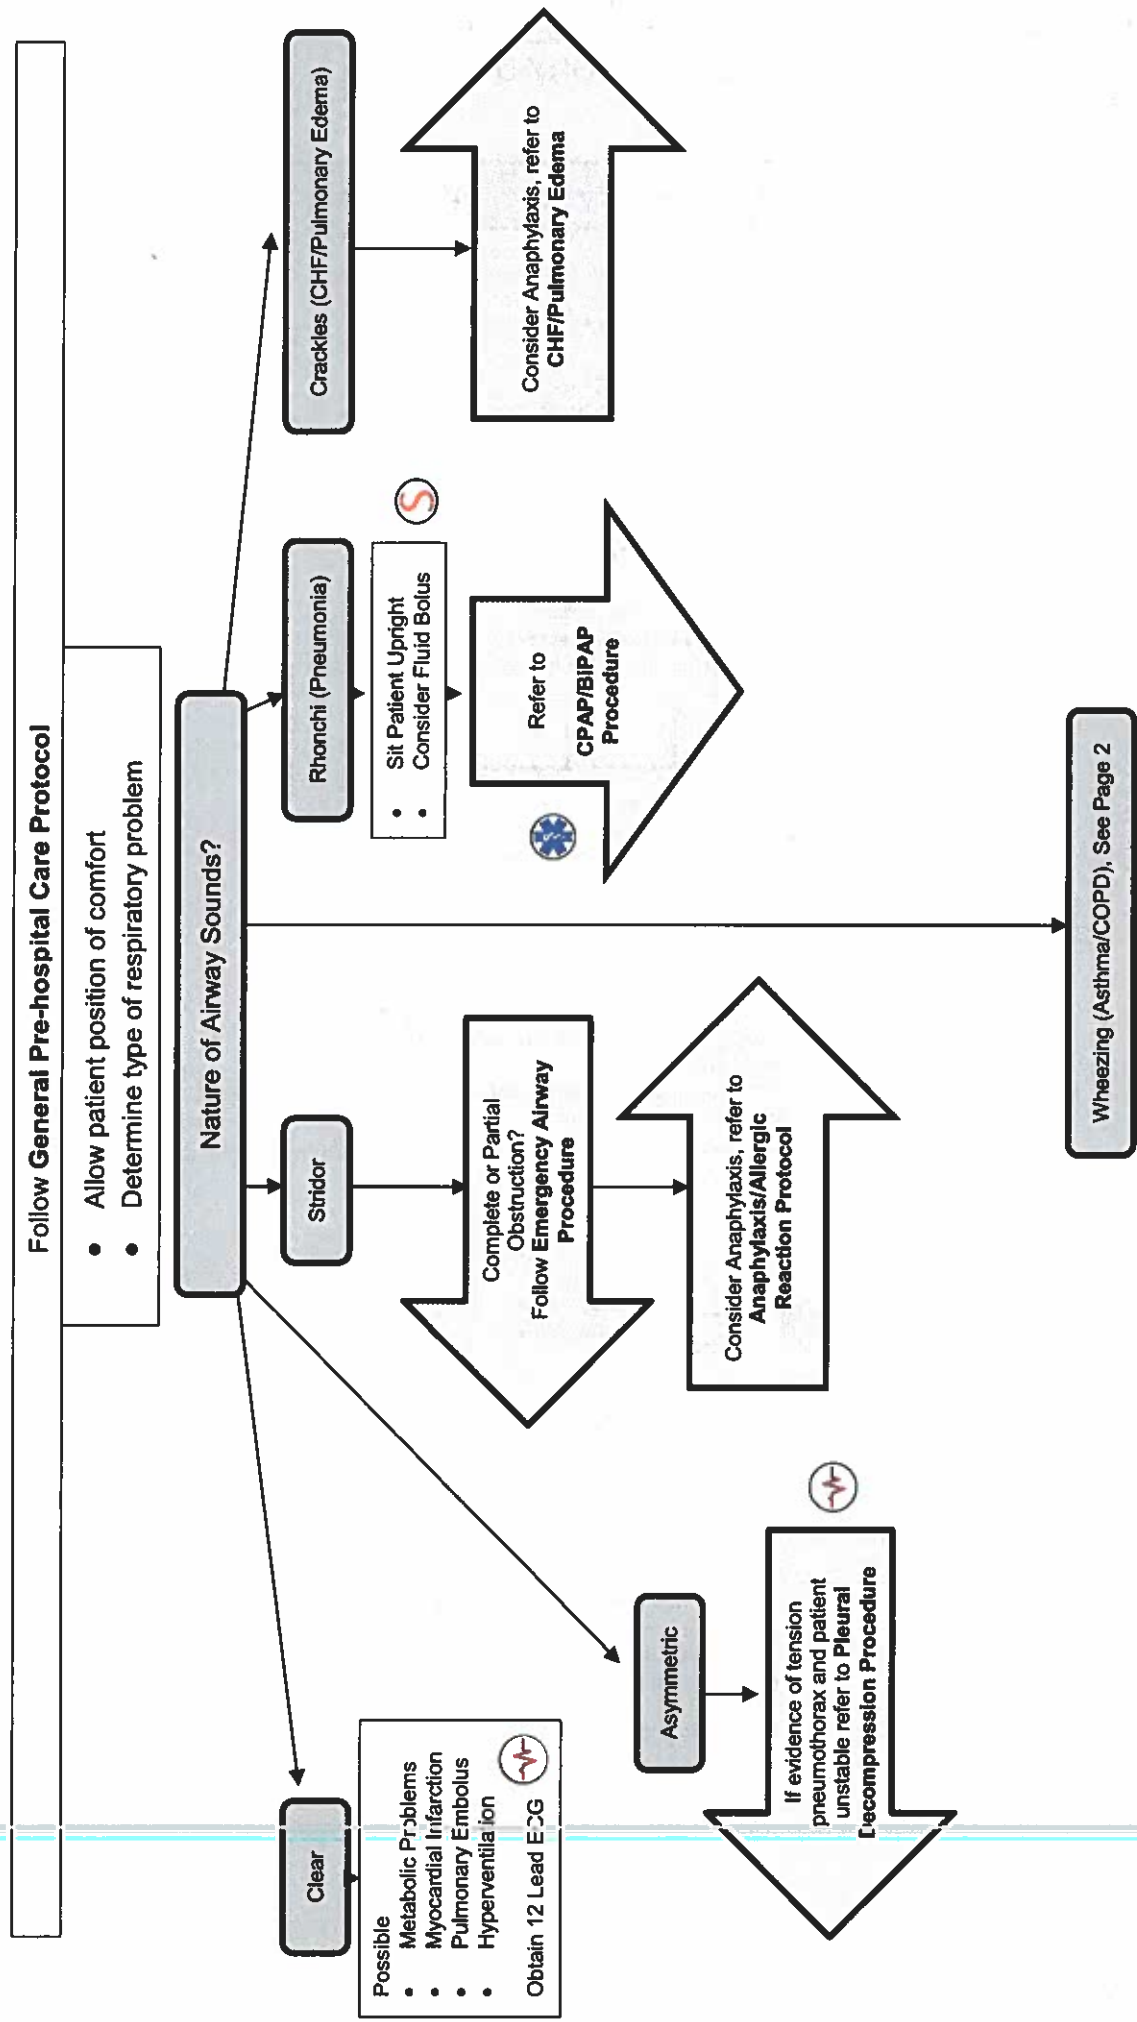 Follow General Pre-hospital Care Protocol
• Allow patient position of comfort
• Determine type of respiratory problem
Nature of Airway Sounds?
Clear
Possible
• Metabolic Problems
• Myocardial Infarction
• Pulmonary Embolus
• Hyperventilation
Obtain 12 Lead ECG
Asymmetric
If evidence of tension
pneumothorax and patient
unstable refer to Pleural
Decompression Procedure
Stridor
Complete or Partial
Obstruction?
Follow Emergency Airway
Procedure
Consider Anaphylaxis, refer to
Anaphylaxis/Allergic
Reaction Protocol
Rhonchi (Pneumonia)
• Sit Patient Upright
• Consider Fluid Bolus
S
Refer to
CPAP/BiPAP
Procedure
Crackles (CHF/Pulmonary Edema)
Consider Anaphylaxis, refer to
CHF/Pulmonary Edema
Wheezing (Asthma/COPD), See Page 2